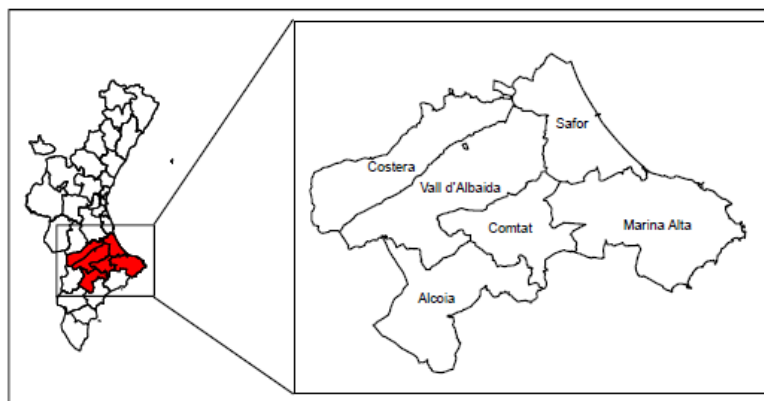 Safor
Costera
Vall d'Albaida
Comtat
Marina Alta
Alcoia